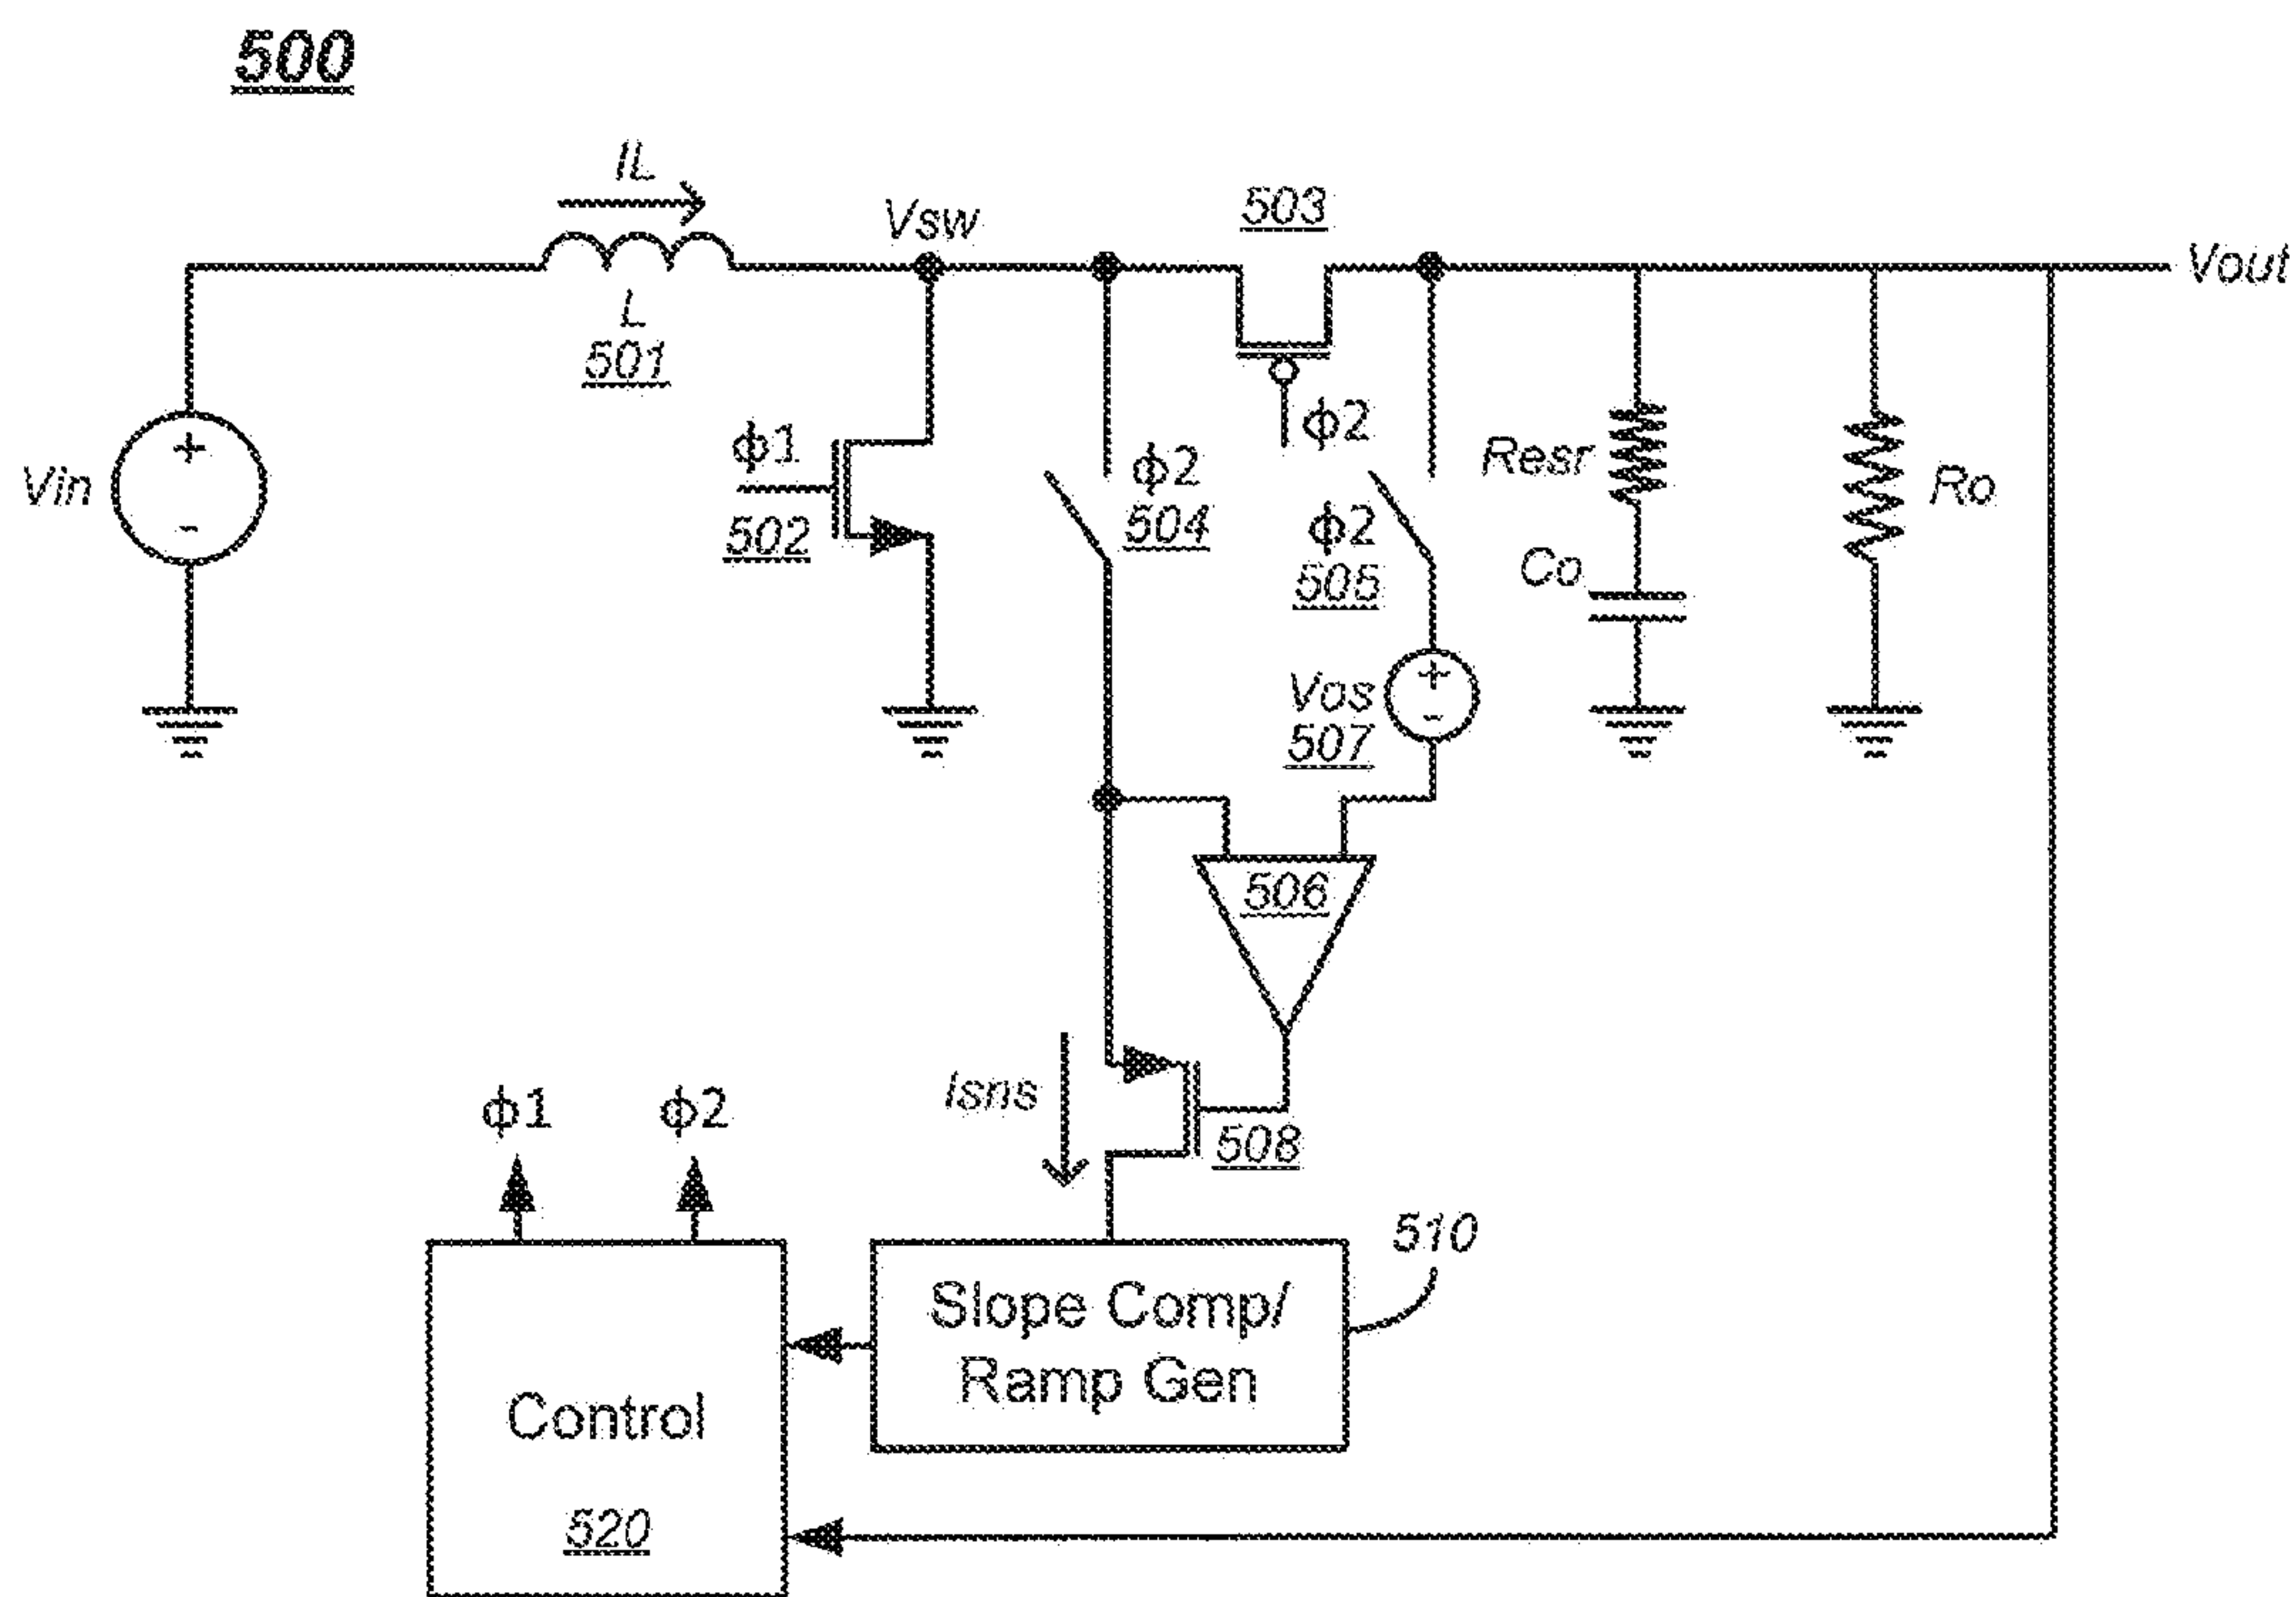 500
IL
Vsw
503
Vout
L
501
Vin
+
-
ϕ1
502
ϕ2
504
ϕ2
ϕ2
505
Resr
Co
Ro
Vos
507
+
-
506
Isns
508
ϕ1
ϕ2
510
Slope Comp/
Ramp Gen
Control
520